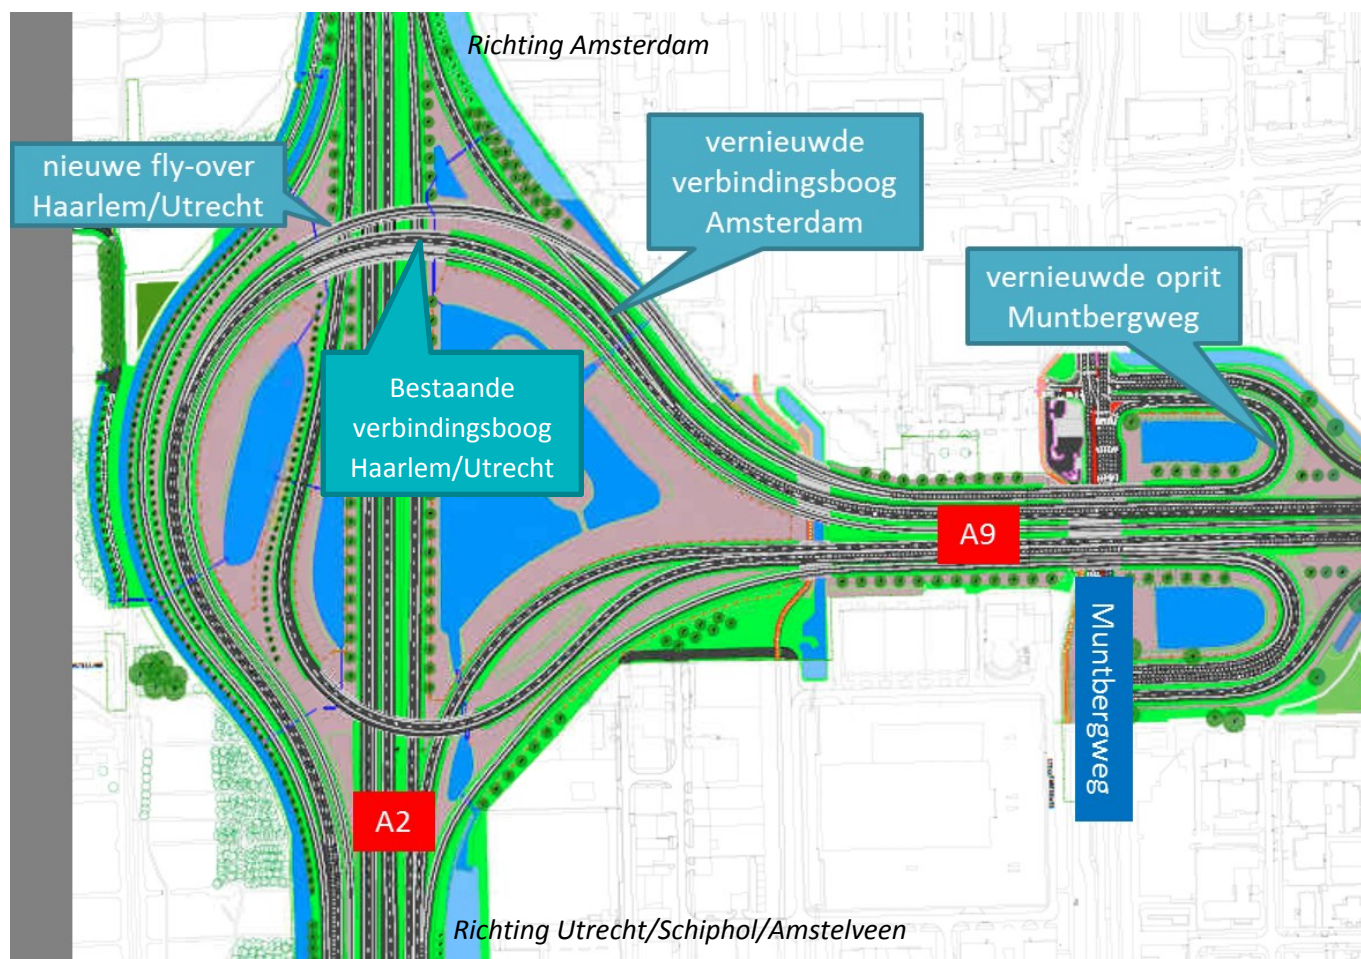 Richting Amsterdam
nieuwe fly-over
Haarlem/Utrecht
vernieuwde
verbindingsboog
Amsterdam
vernieuwde oprit
Muntbergweg
Bestaande
verbindingsboog
Haarlem/Utrecht
A9
Muntbergweg
A2
Richting Utrecht/Schiphol/Amstelveen